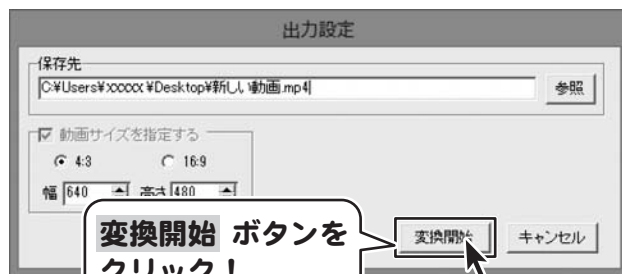 出力設定
保存先
C:¥Users¥xxxxx¥Desktop¥新しい動画.mp4
参照
動画サイズを指定する
4:3 16:9
幅 640 高さ 480
変換開始 ボタンを
クリック!
変換開始 キャンセル